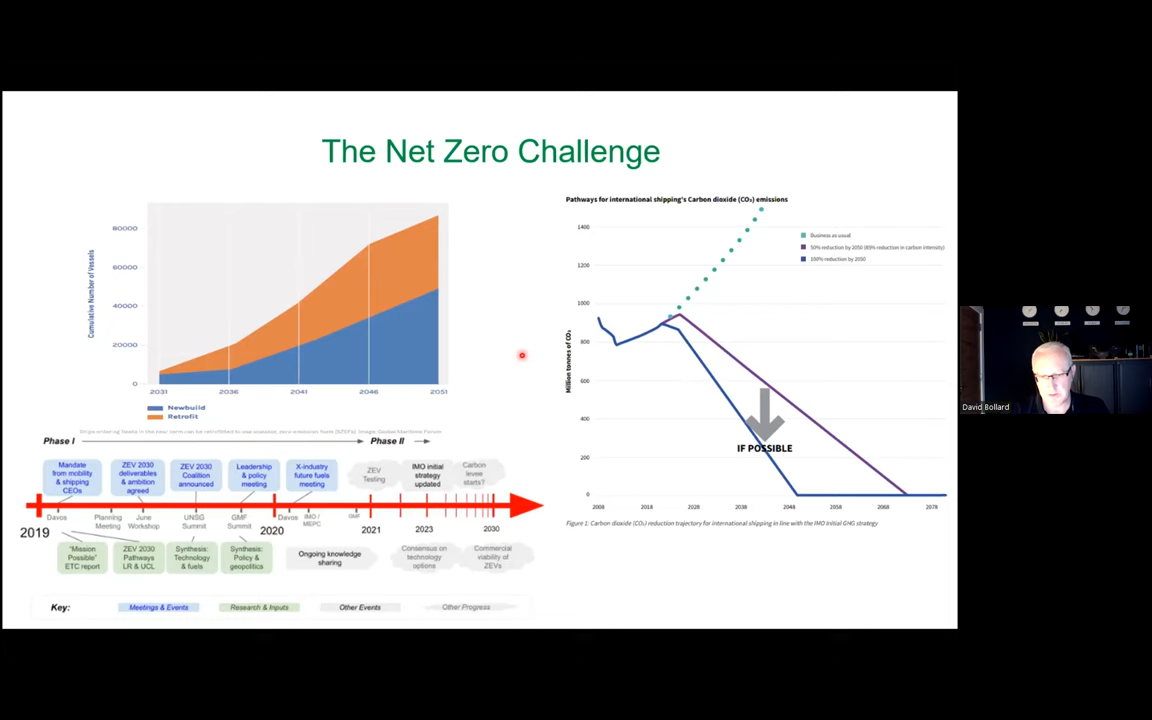 The Net Zero Challenge
Cumulative Number of Vessels
80000
60000
40000
20000
0
2031
2036
2041
2046
2051
Newbuild
Retrofit
Pathways for international shipping's Carbon dioxide (CO₂) emissions
Million tonnes of CO₂
1400
1200
1000
800
600
400
200
0
Business as usual
50% reduction by 2050 (85% reduction in carbon intensity)
100% reduction by 2050
IF POSSIBLE
2008
2018
2028
2038
2048
2058
2068
2078
Figure 1: Carbon dioxide (CO₂) reduction trajectory for international shipping in line with the IMO Initial GHG strategy
Phase I
Phase II
Mandate
from mobility
& shipping
CEOs
ZEV 2030
deliverables
& ambition
agreed
ZEV 2030
Coalition
announced
Leadership
& policy
meeting
X-industry
future fuels
meeting
ZEV
Testing
IMO initial
strategy
updated
Carbon
levee
starts?
2019
Davos
Planning
Meeting
June
Workshop
UNSG
Summit
GMF
Summit
2020
Davos
IMO /
MEPC
GMF
2021
2023
2030
"Mission
Possible"
ETC report
ZEV 2030
Pathways
LR & UCL
Synthesis:
Technology
& fuels
Synthesis:
Policy &
geopolitics
Ongoing knowledge
sharing
Consensus on
technology
options
Commercial
viability of
ZEVs
Key:
Meetings & Events
Research & Inputs
Other Events
Other Progress
David Bollard